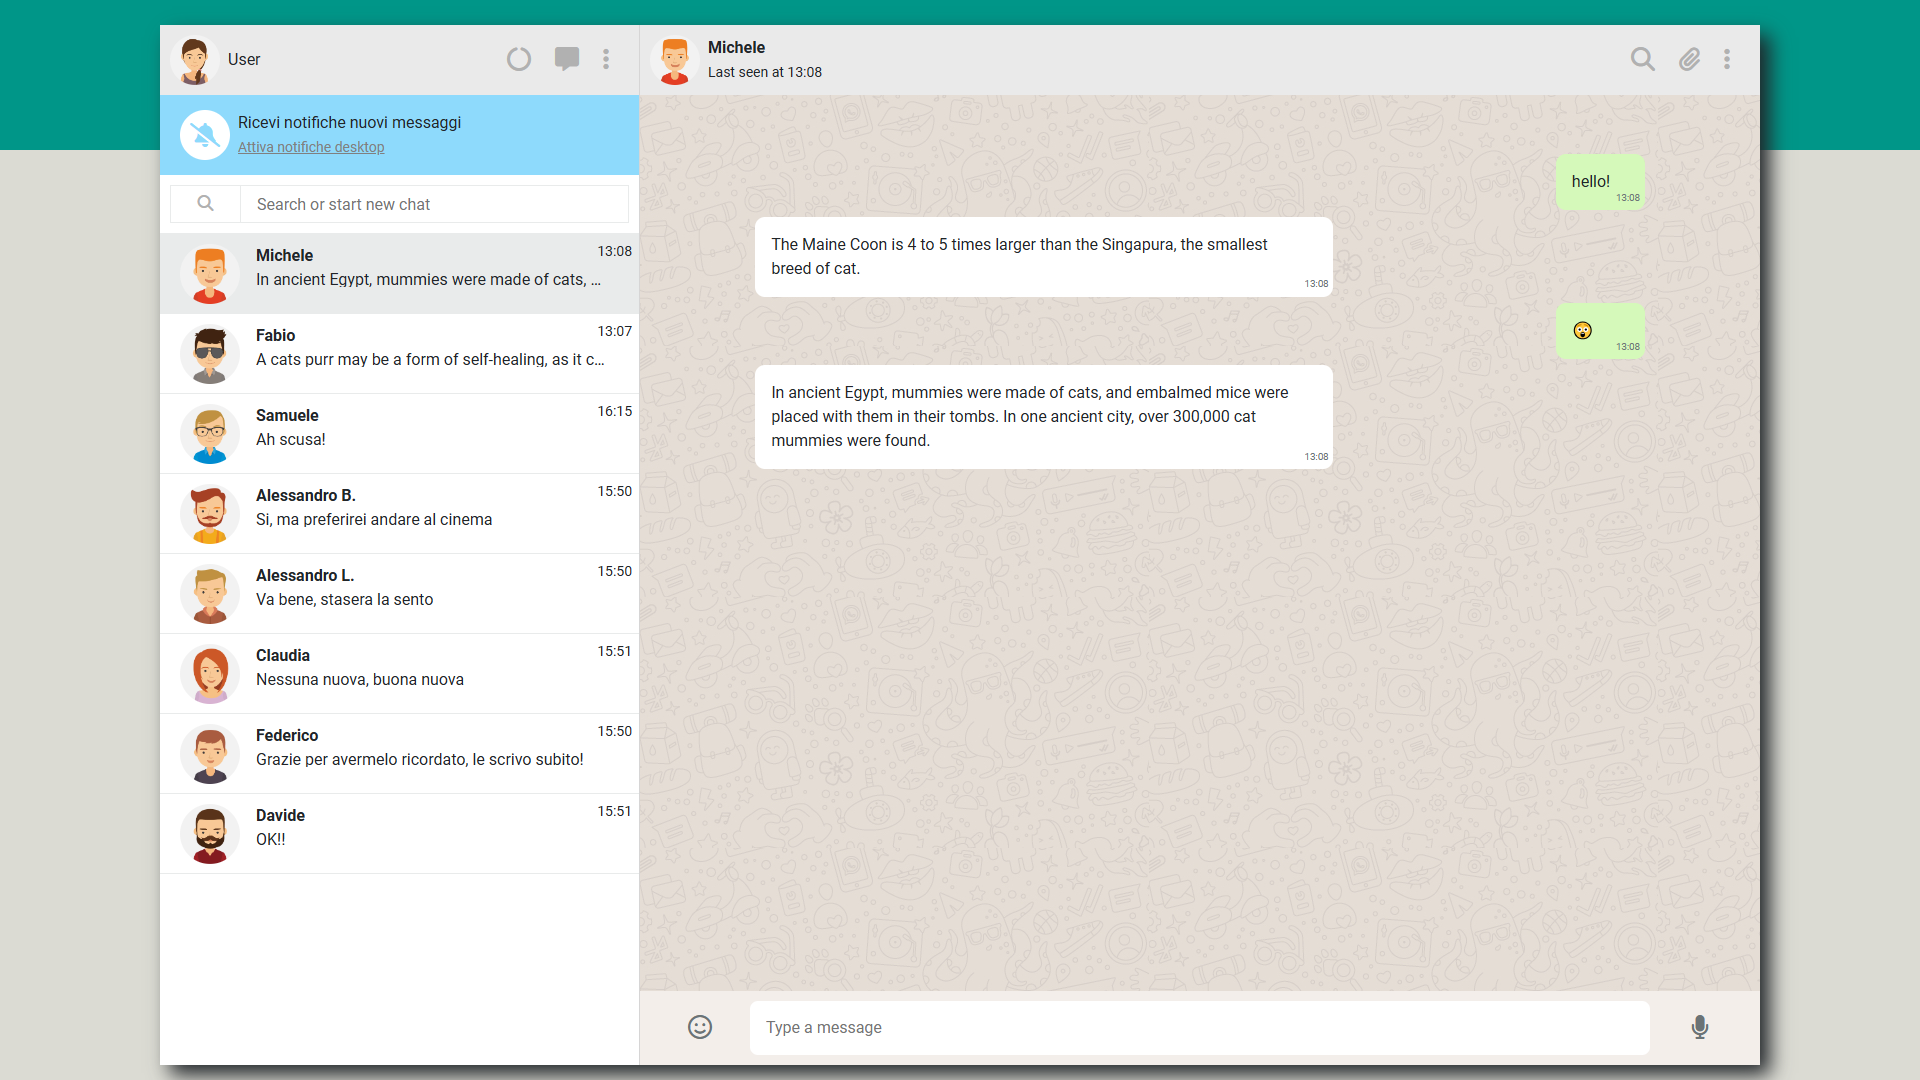 User
Ricevi notifiche nuovi messaggi
Attiva notifiche desktop
Search or start new chat
Michele
13:08
In ancient Egypt, mummies were made of cats, ...
Fabio
13:07
A cats purr may be a form of self-healing, as it c...
Samuele
16:15
Ah scusa!
Alessandro B.
15:50
Si, ma preferirei andare al cinema
Alessandro L.
15:50
Va bene, stasera la sento
Claudia
15:51
Nessuna nuova, buona nuova
Federico
15:50
Grazie per avermelo ricordato, le scrivo subito!
Davide
15:51
OK!!
Michele
Last seen at 13:08
hello!
13:08
The Maine Coon is 4 to 5 times larger than the Singapura, the smallest
breed of cat.
13:08
😲
13:08
In ancient Egypt, mummies were made of cats, and embalmed mice were
placed with them in their tombs. In one ancient city, over 300,000 cat
mummies were found.
13:08
Type a message